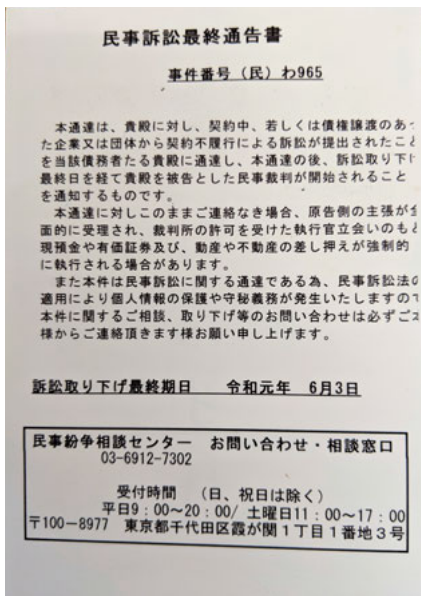 民事訴訟最終通告書
事件番号（民）わ965
本通達は、貴殿に対し、契約中、若しくは債権譲渡のあっ
た企業又は団体から契約不履行による訴訟が提出されたこと
を当該債務者たる貴殿に通達し、本通達の後、訴訟取り下げ
最終日を経て貴殿を被告とした民事裁判が開始されること
を通知するものです。
本通達に対しこのままご連絡なき場合、原告側の主張が全
面的に受理され、裁判所の許可を受けた執行官立会いのもと
現預金や有価証券及び、動産や不動産の差し押えが強制的
に執行される場合があります。
また本件は民事訴訟に関する通達である為、民事訴訟法の
適用により個人情報の保護や守秘義務が発生いたしますので
本件に関するご相談、取り下げ等のお問い合わせは必ずご本
様からご連絡頂きます様お願い申し上げます。
訴訟取り下げ最終期日　令和元年　6月3日
民事紛争相談センター　お問い合わせ・相談窓口
03-6912-7302
受付時間　（日、祝日は除く）
平日9：00〜20：00/ 土曜日11：00〜17：00
〒100－8977　東京都千代田区霞が関１丁目１番地３号